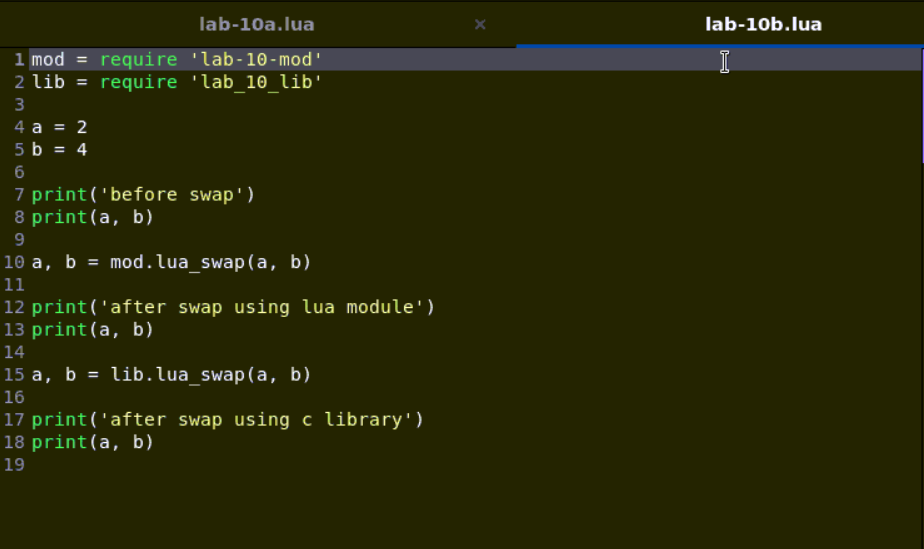 lab-10a.lua × lab-10b.lua
1 mod = require 'lab-10-mod'
2 lib = require 'lab_10_lib'
3
4 a = 2
5 b = 4
6
7 print('before swap')
8 print(a, b)
9
10 a, b = mod.lua_swap(a, b)
11
12 print('after swap using lua module')
13 print(a, b)
14
15 a, b = lib.lua_swap(a, b)
16
17 print('after swap using c library')
18 print(a, b)
19